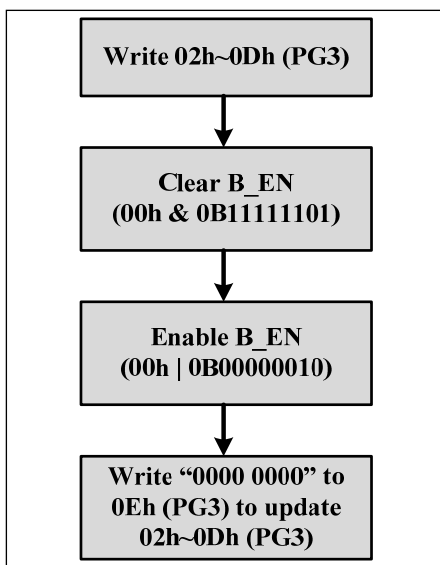 Write 02h~0Dh (PG3)
Clear B_EN
(00h & 0B11111101)
Enable B_EN
(00h | 0B00000010)
Write “0000 0000” to
0Eh (PG3) to update
02h~0Dh (PG3)